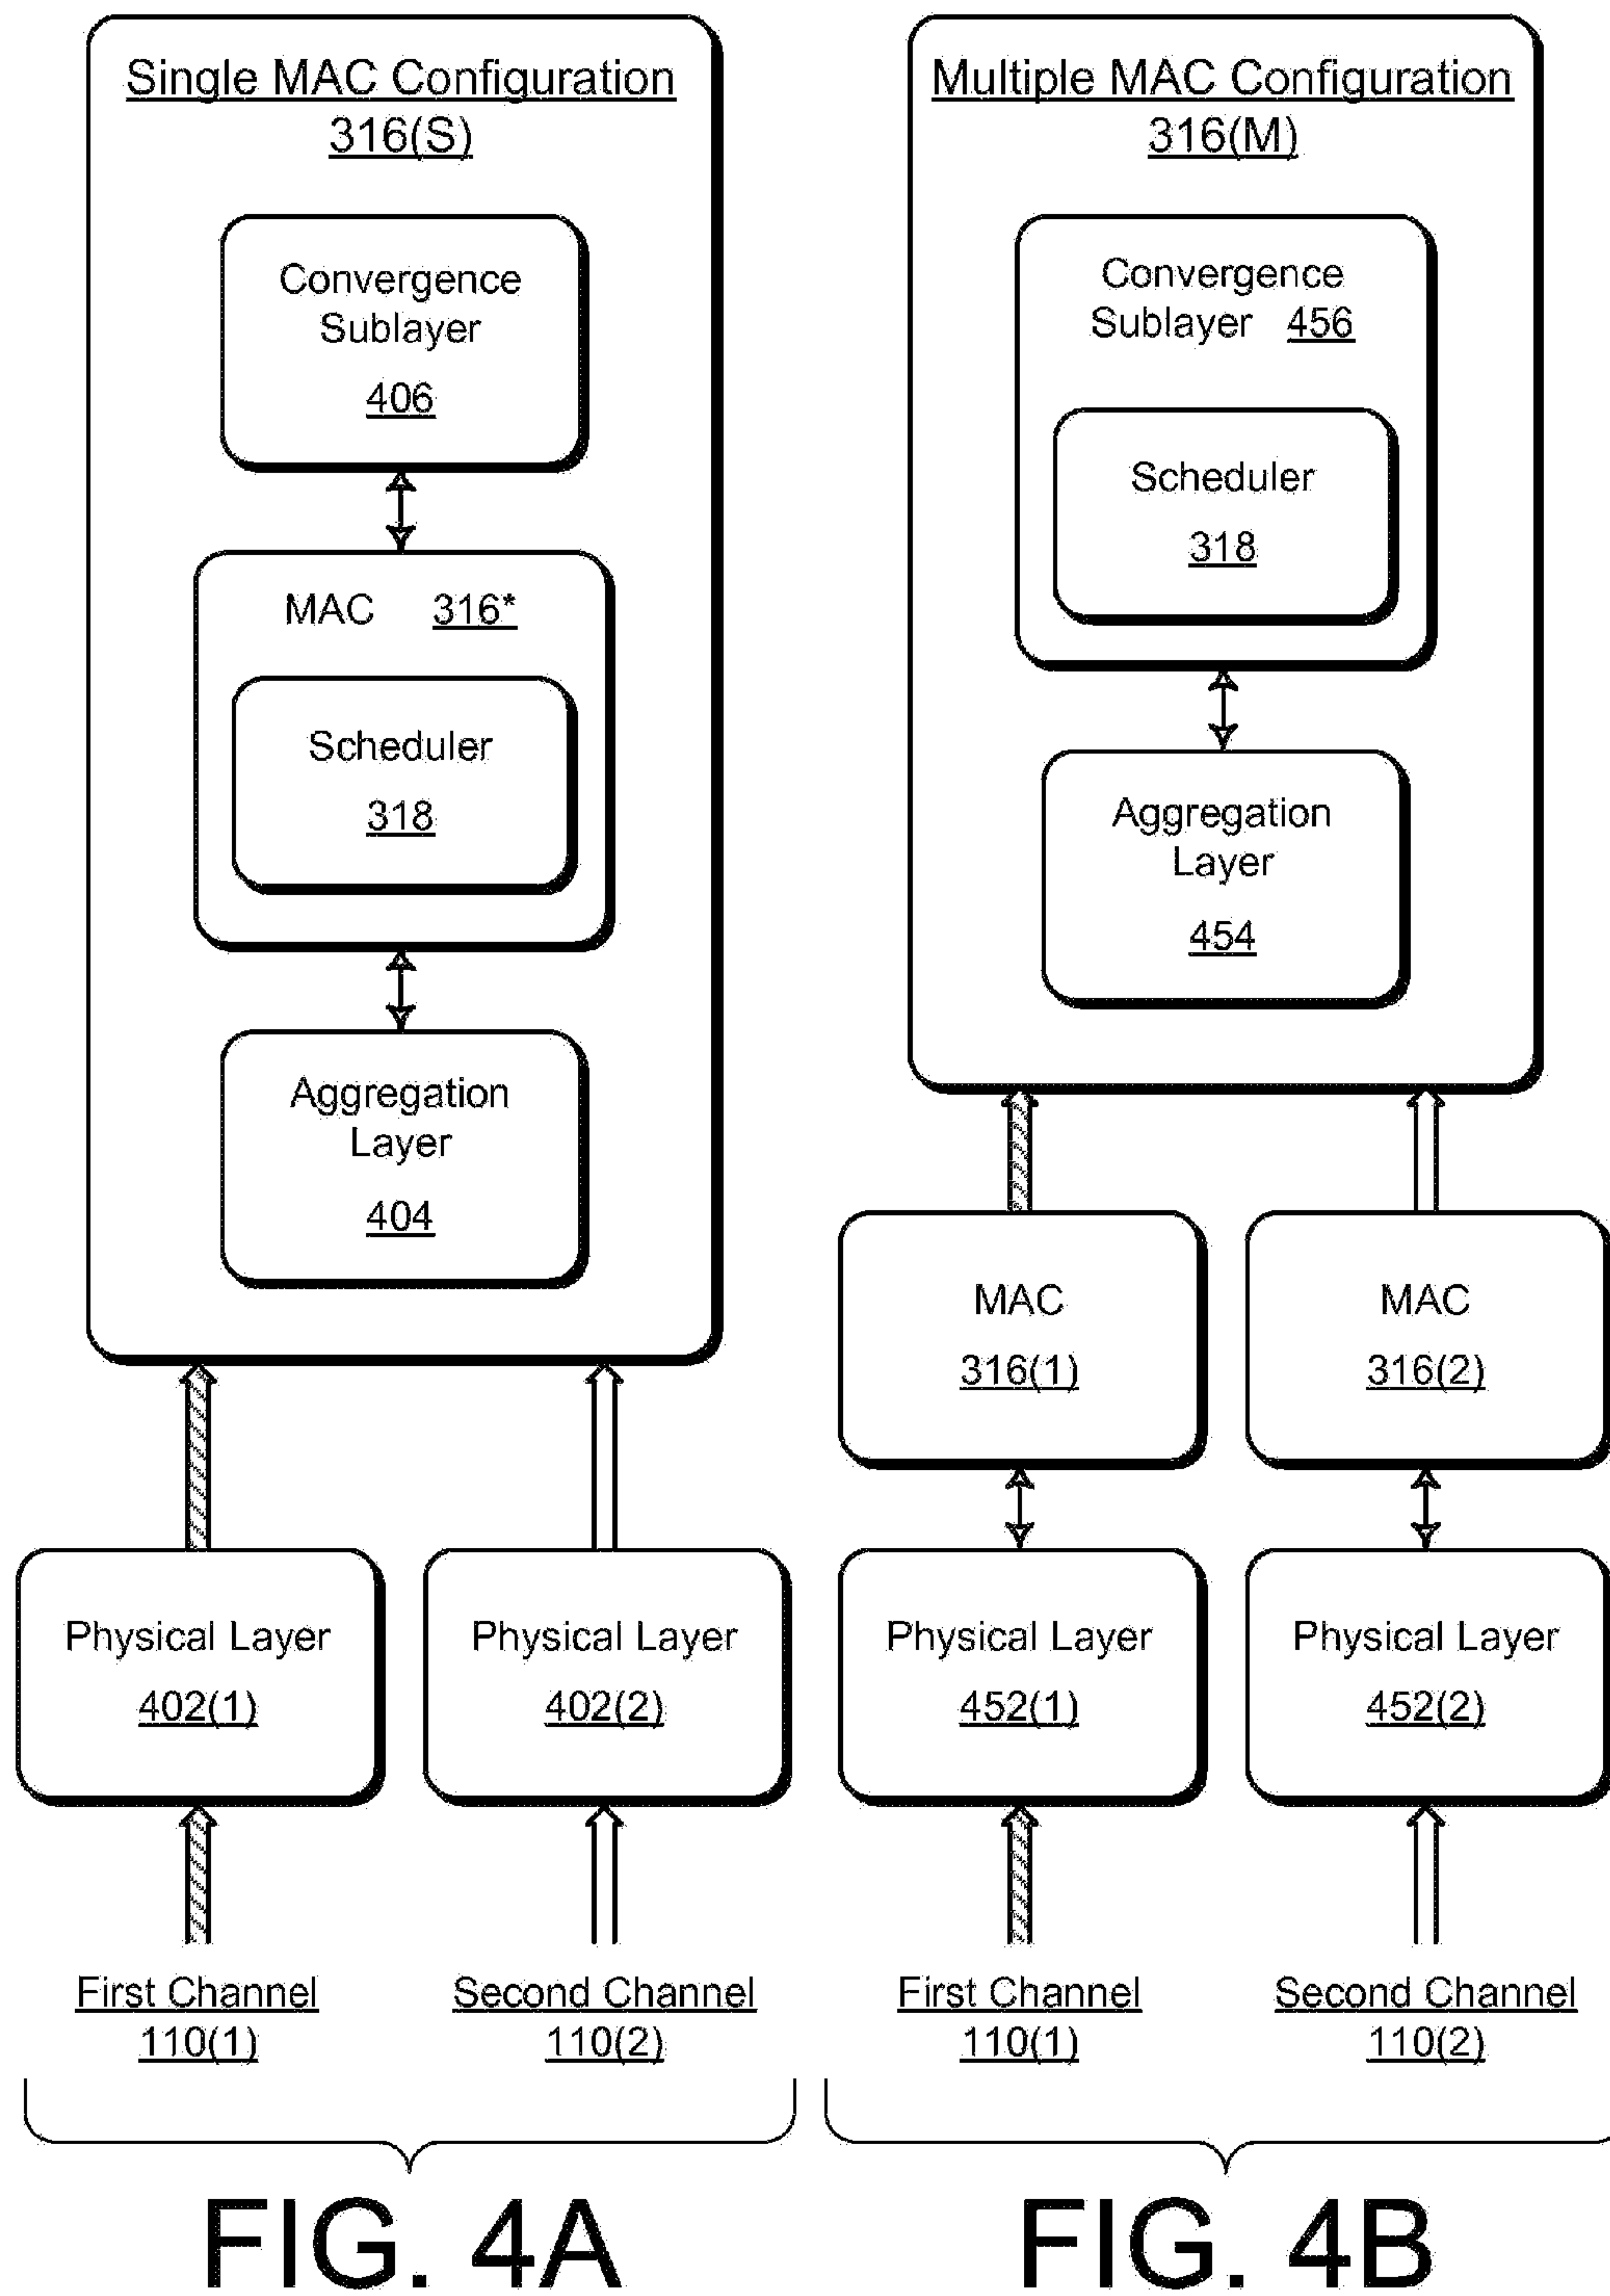 Single MAC Configuration
316(S)
Convergence
Sublayer
406
MAC 316*
Scheduler
318
Aggregation
Layer
404
Physical Layer
402(1)
Physical Layer
402(2)
First Channel
110(1)
Second Channel
110(2)
FIG. 4A
Multiple MAC Configuration
316(M)
Convergence
Sublayer 456
Scheduler
318
Aggregation
Layer
454
MAC
316(1)
MAC
316(2)
Physical Layer
452(1)
Physical Layer
452(2)
First Channel
110(1)
Second Channel
110(2)
FIG. 4B